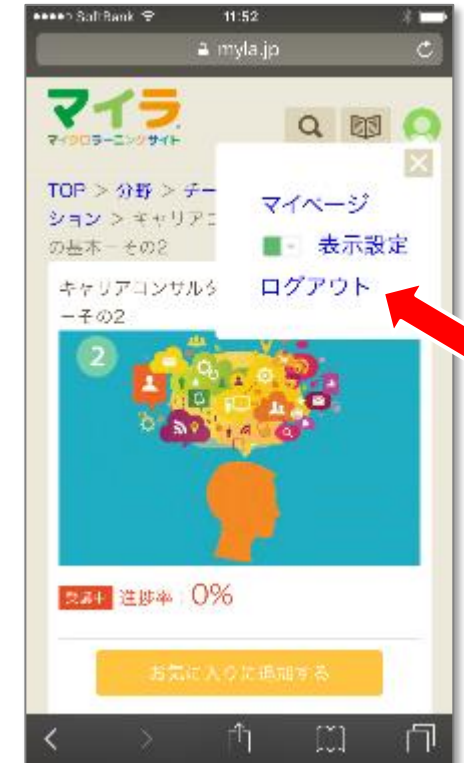 SoftBank 11:52
myla.jp
マイラ
マイクロラーニングサイト
TOP > 分野 > チー
ション > キャリアコ
の基本－その2
マイページ
表示設定
ログアウト
キャリアコンサルタ
－その2
2
受講中 進捗率：0%
お気に入りに追加する